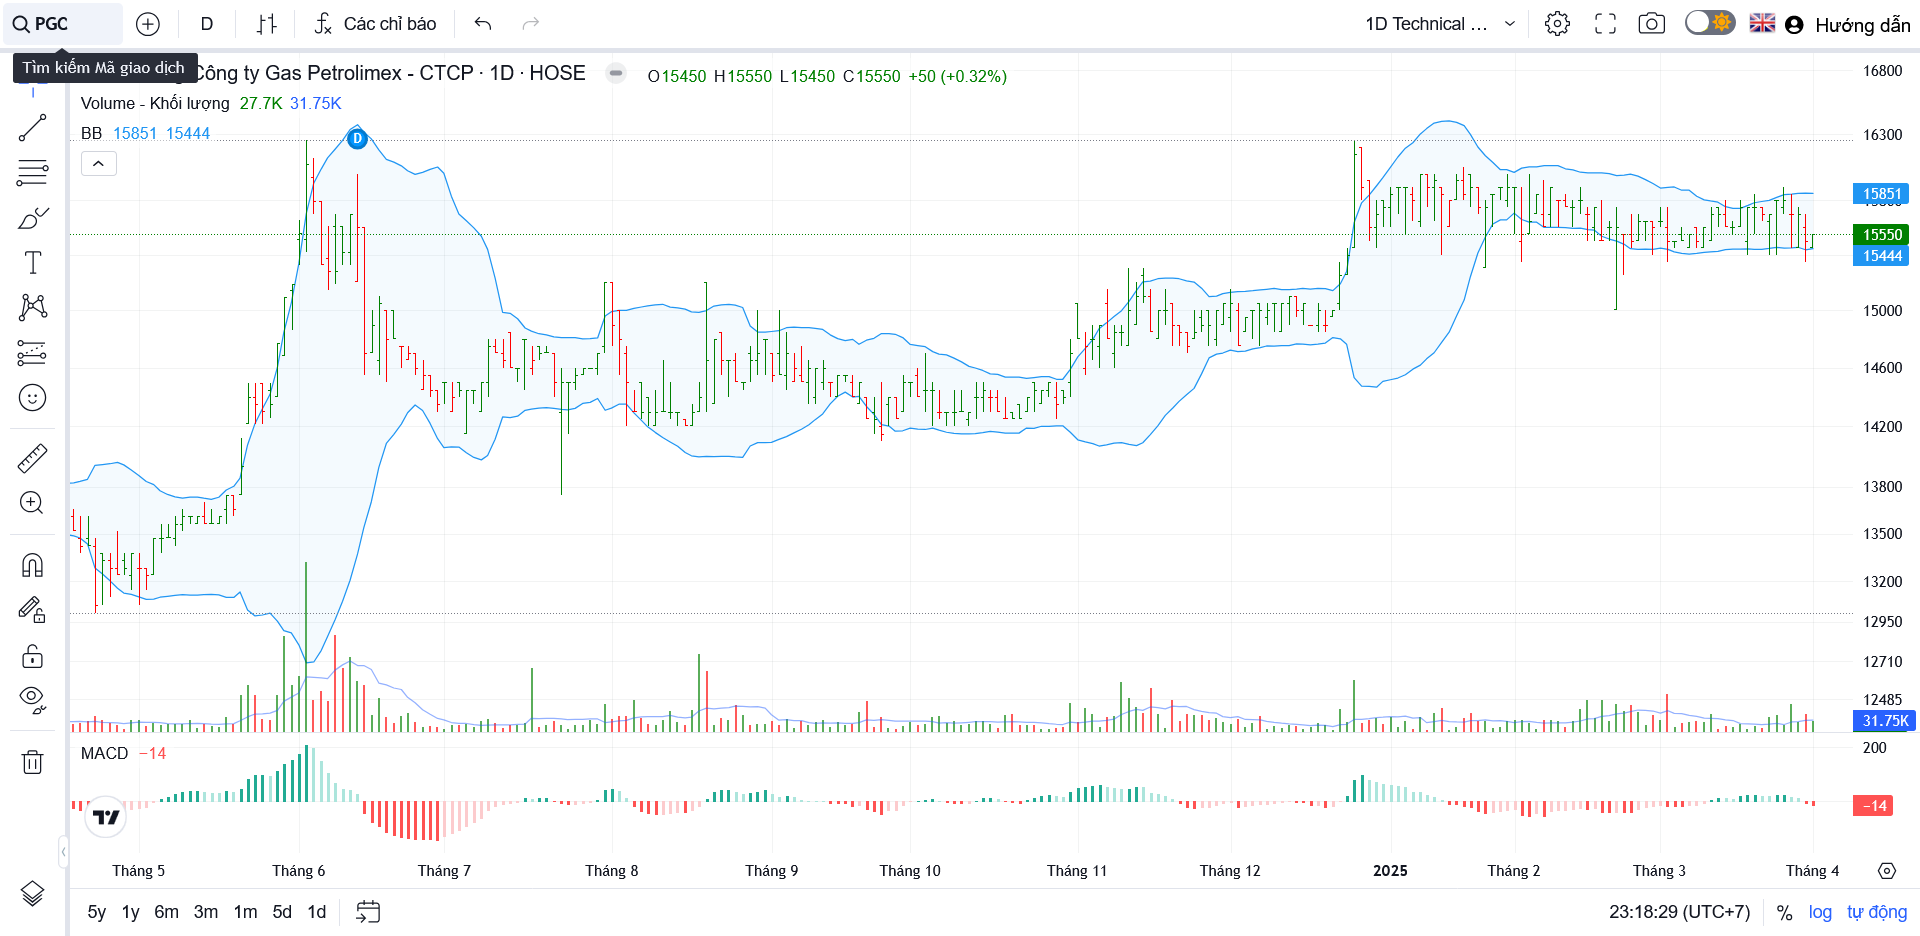 PGC
D
Các chỉ báo
1D Technical ...
Hướng dẫn
Tìm kiếm Mã giao dịch
Công ty Gas Petrolimex - CTCP · 1D · HOSE
O15450 H15550 L15450 C15550 +50 (+0.32%)
Volume - Khối lượng 27.7K 31.75K
BB 15851 15444
D
16800
16300
15851
15550
15444
15000
14600
14200
13800
13500
13200
12950
12710
12485
31.75K
MACD −14
200
−14
Tháng 5 Tháng 6 Tháng 7 Tháng 8 Tháng 9 Tháng 10 Tháng 11 Tháng 12 2025 Tháng 2 Tháng 3 Tháng 4
5y 1y 6m 3m 1m 5d 1d
23:18:29 (UTC+7) % log tự động